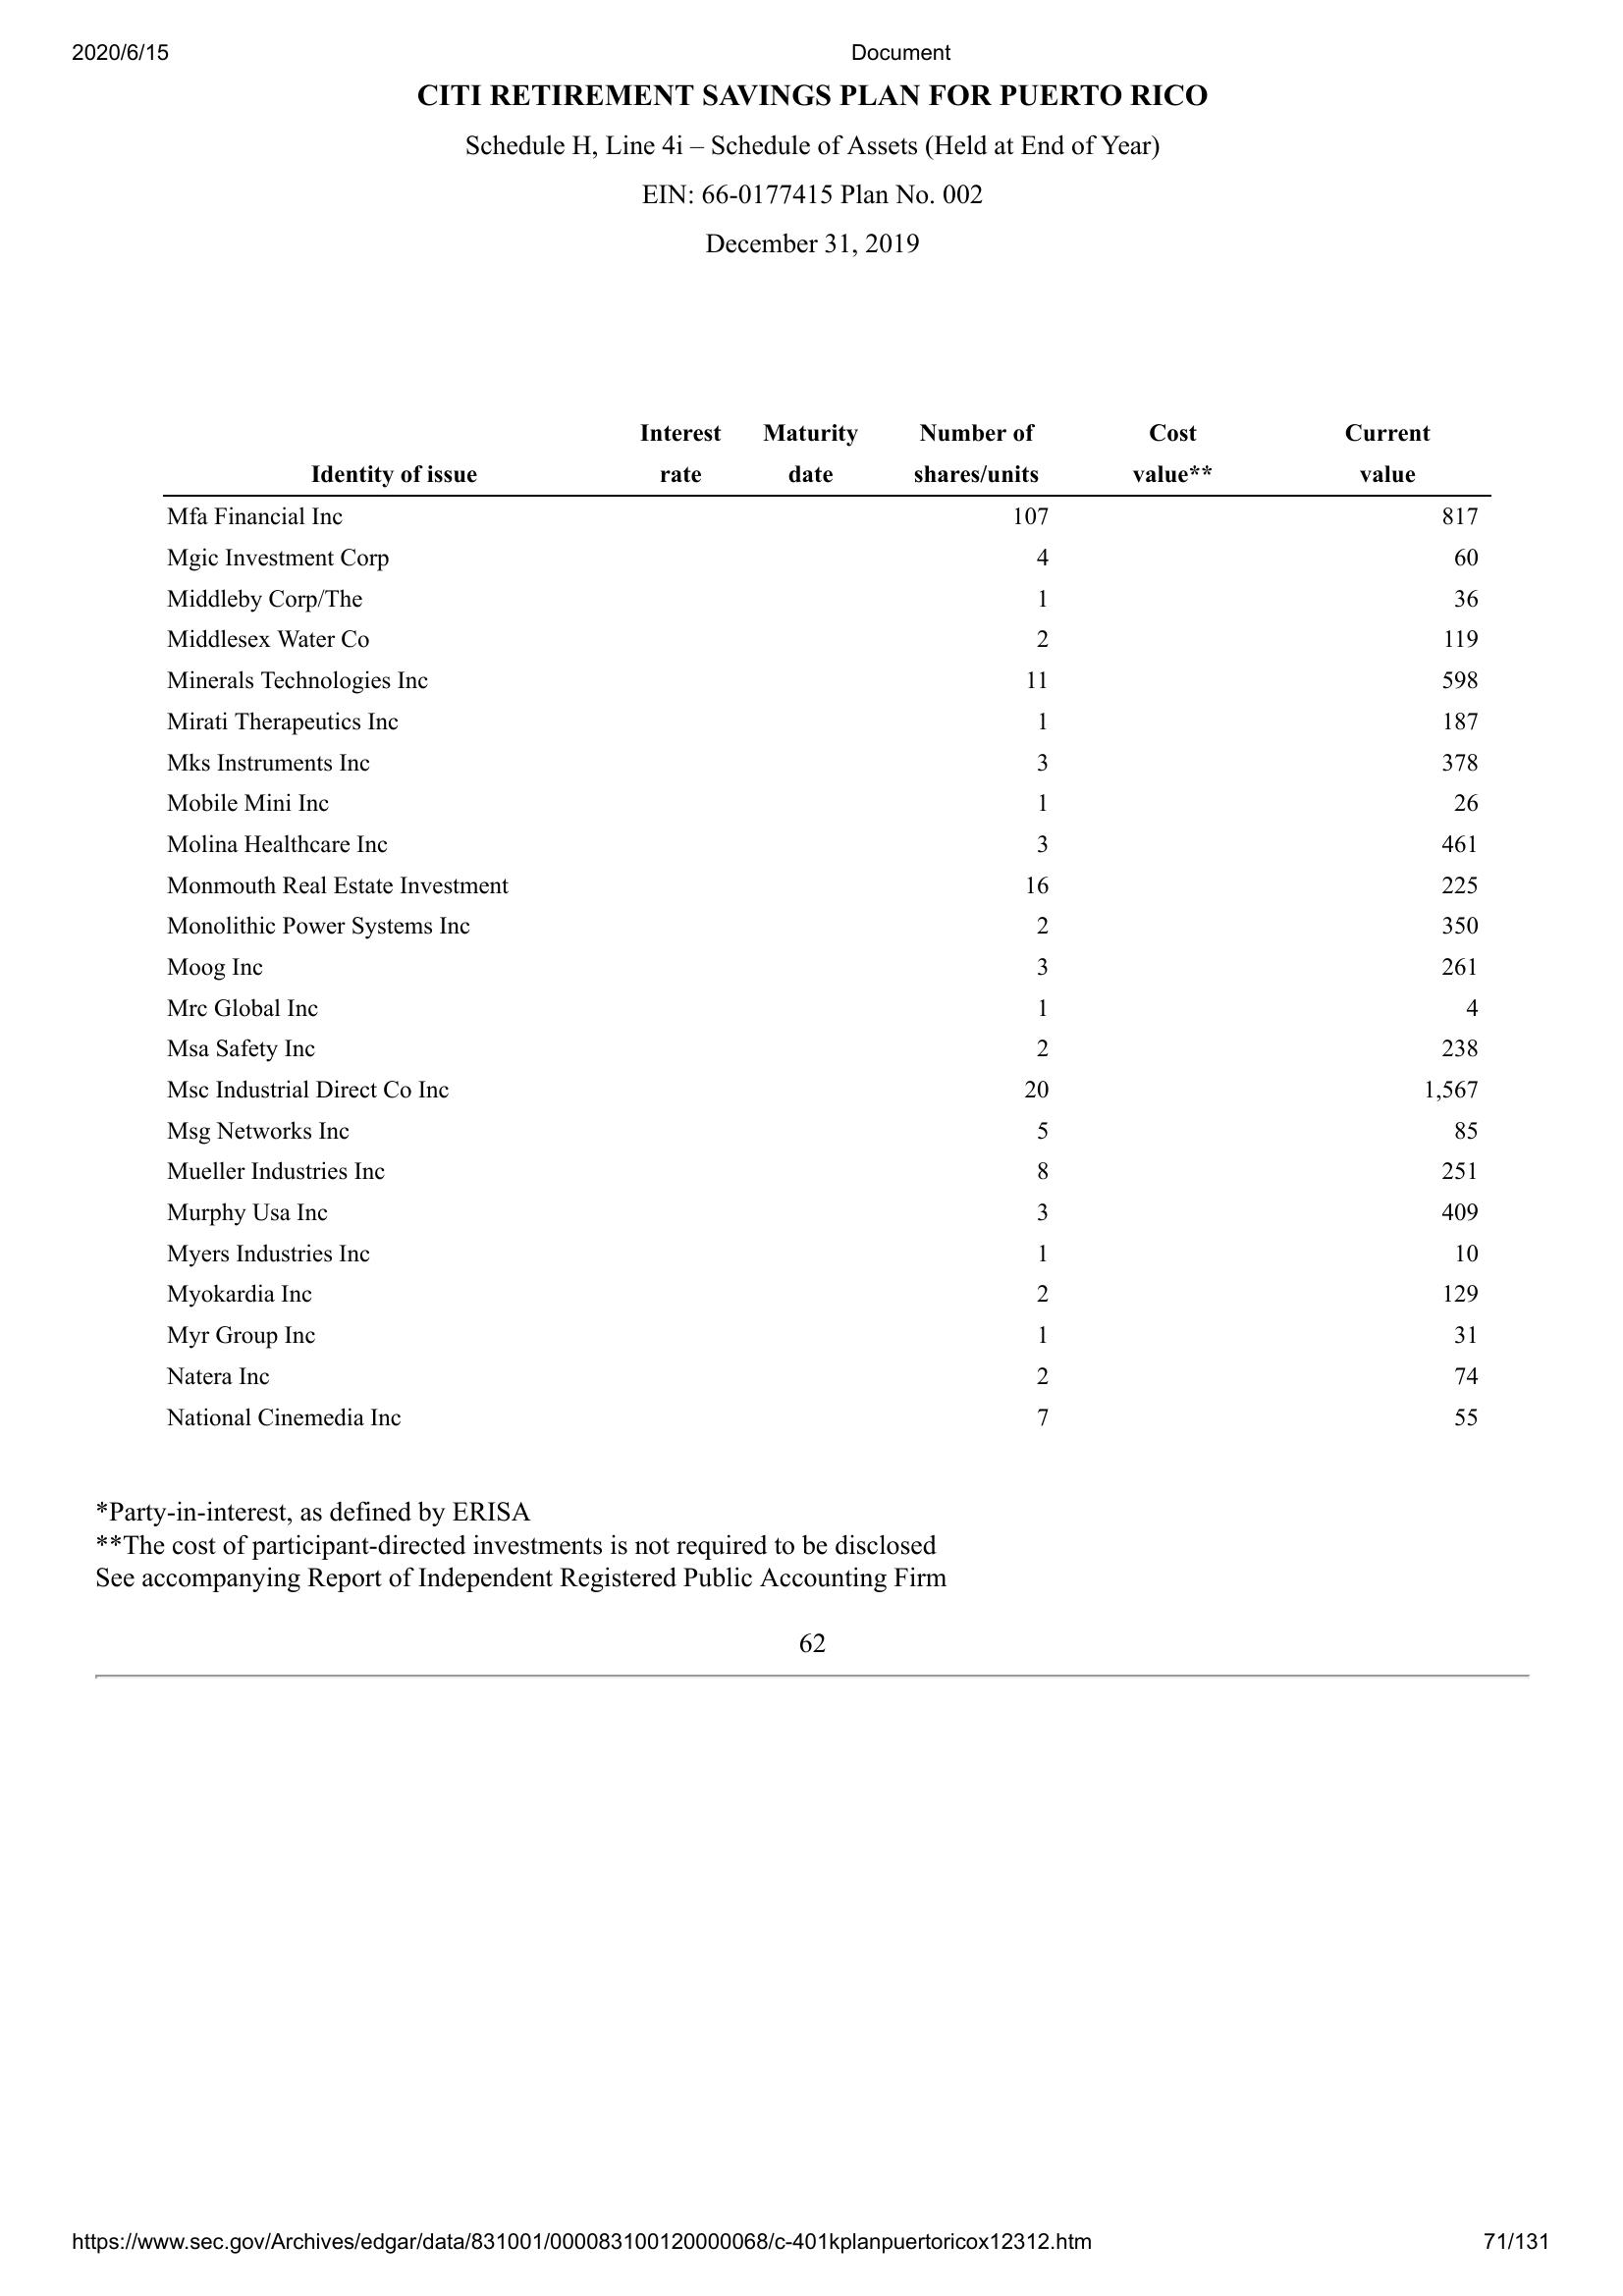 2020/6/15 Document
CITI RETIREMENT SAVINGS PLAN FOR PUERTO RICO
Schedule H, Line 4i – Schedule of Assets (Held at End of Year)
EIN: 66-0177415 Plan No. 002
December 31, 2019
Interest Maturity Number of Cost Current
Identity of issue rate date shares/units value** value
Mfa Financial Inc 107 817
Mgic Investment Corp 4 60
Middleby Corp/The 1 36
Middlesex Water Co 2 119
Minerals Technologies Inc 11 598
Mirati Therapeutics Inc 1 187
Mks Instruments Inc 3 378
Mobile Mini Inc 1 26
Molina Healthcare Inc 3 461
Monmouth Real Estate Investment 16 225
Monolithic Power Systems Inc 2 350
Moog Inc 3 261
Mrc Global Inc 1 4
Msa Safety Inc 2 238
Msc Industrial Direct Co Inc 20 1,567
Msg Networks Inc 5 85
Mueller Industries Inc 8 251
Murphy Usa Inc 3 409
Myers Industries Inc 1 10
Myokardia Inc 2 129
Myr Group Inc 1 31
Natera Inc 2 74
National Cinemedia Inc 7 55
*Party-in-interest, as defined by ERISA
**The cost of participant-directed investments is not required to be disclosed
See accompanying Report of Independent Registered Public Accounting Firm
62
https://www.sec.gov/Archives/edgar/data/831001/000083100120000068/c-401kplanpuertoricox12312.htm 71/131